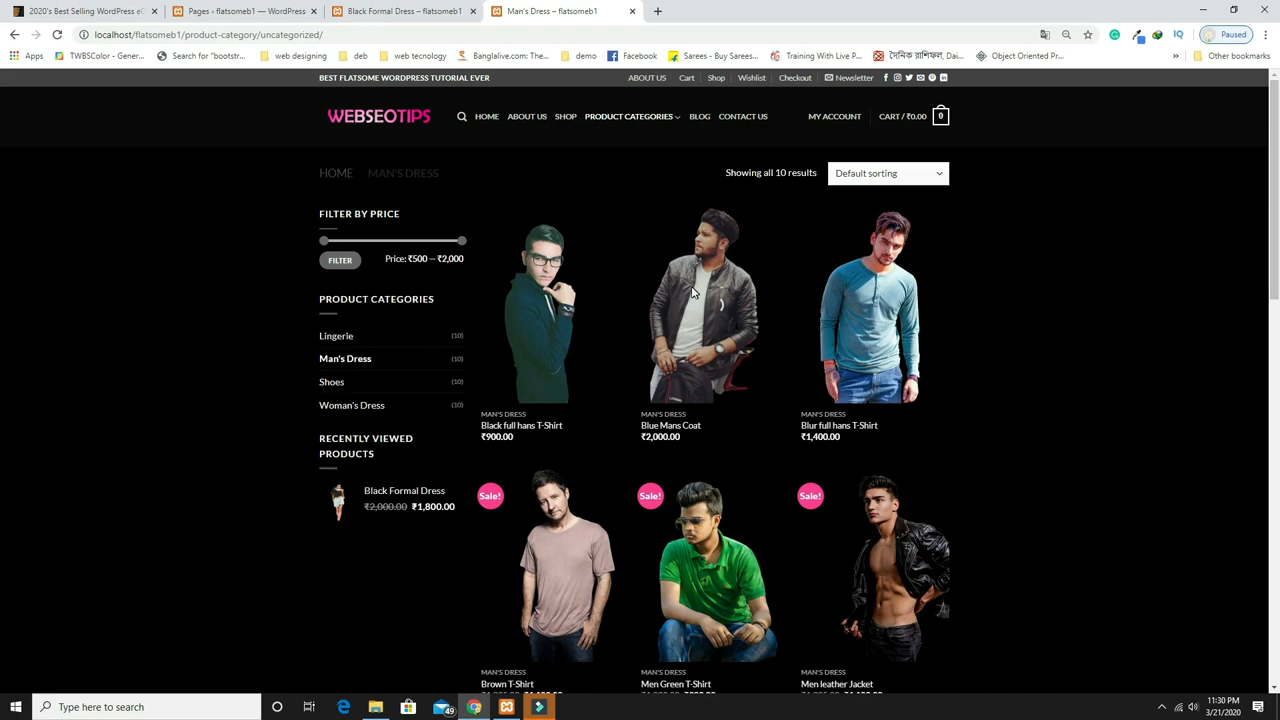 2020's Best Selling WordPress eC
Pages ‹ flatsomeb1 — WordPress
Black Formal Dress – flatsomeb1
Man's Dress – flatsomeb1
localhost/flatsomeb1/product-category/uncategorized/
Paused
Apps
TWBSColor - Gener...
Search for "bootstr...
web designing
deb
web tecnology
Banglalive.com: The...
demo
Facebook
Sarees - Buy Sarees...
Training With Live P...
দৈনিক রাশিফল, Dai...
Object Oriented Pr...
»
Other bookmarks
BEST FLATSOME WORDPRESS TUTORIAL EVER
ABOUT US
Cart
Shop
Wishlist
Checkout
Newsletter
WEBSEOTIPS
HOME
ABOUT US
SHOP
PRODUCT CATEGORIES
BLOG
CONTACT US
MY ACCOUNT
CART / ₹0.00
0
HOME
MAN'S DRESS
Showing all 10 results
Default sorting
FILTER BY PRICE
FILTER
Price: ₹500 — ₹2,000
PRODUCT CATEGORIES
Lingerie (10)
Man's Dress (10)
Shoes (10)
Woman's Dress (10)
RECENTLY VIEWED
PRODUCTS
Black Formal Dress
₹2,000.00 ₹1,800.00
MAN'S DRESS
Black full hans T-Shirt
₹900.00
MAN'S DRESS
Blue Mans Coat
₹2,000.00
MAN'S DRESS
Blur full hans T-Shirt
₹1,400.00
Sale!
MAN'S DRESS
Brown T-Shirt
Sale!
MAN'S DRESS
Men Green T-Shirt
Sale!
MAN'S DRESS
Men leather Jacket
Type here to search
49
11:30 PM
3/21/2020